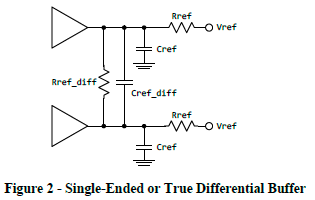 Rref
Vref
Cref
Rref_diff
Cref_diff
Rref
Vref
Cref
Figure 2 - Single-Ended or True Differential Buffer